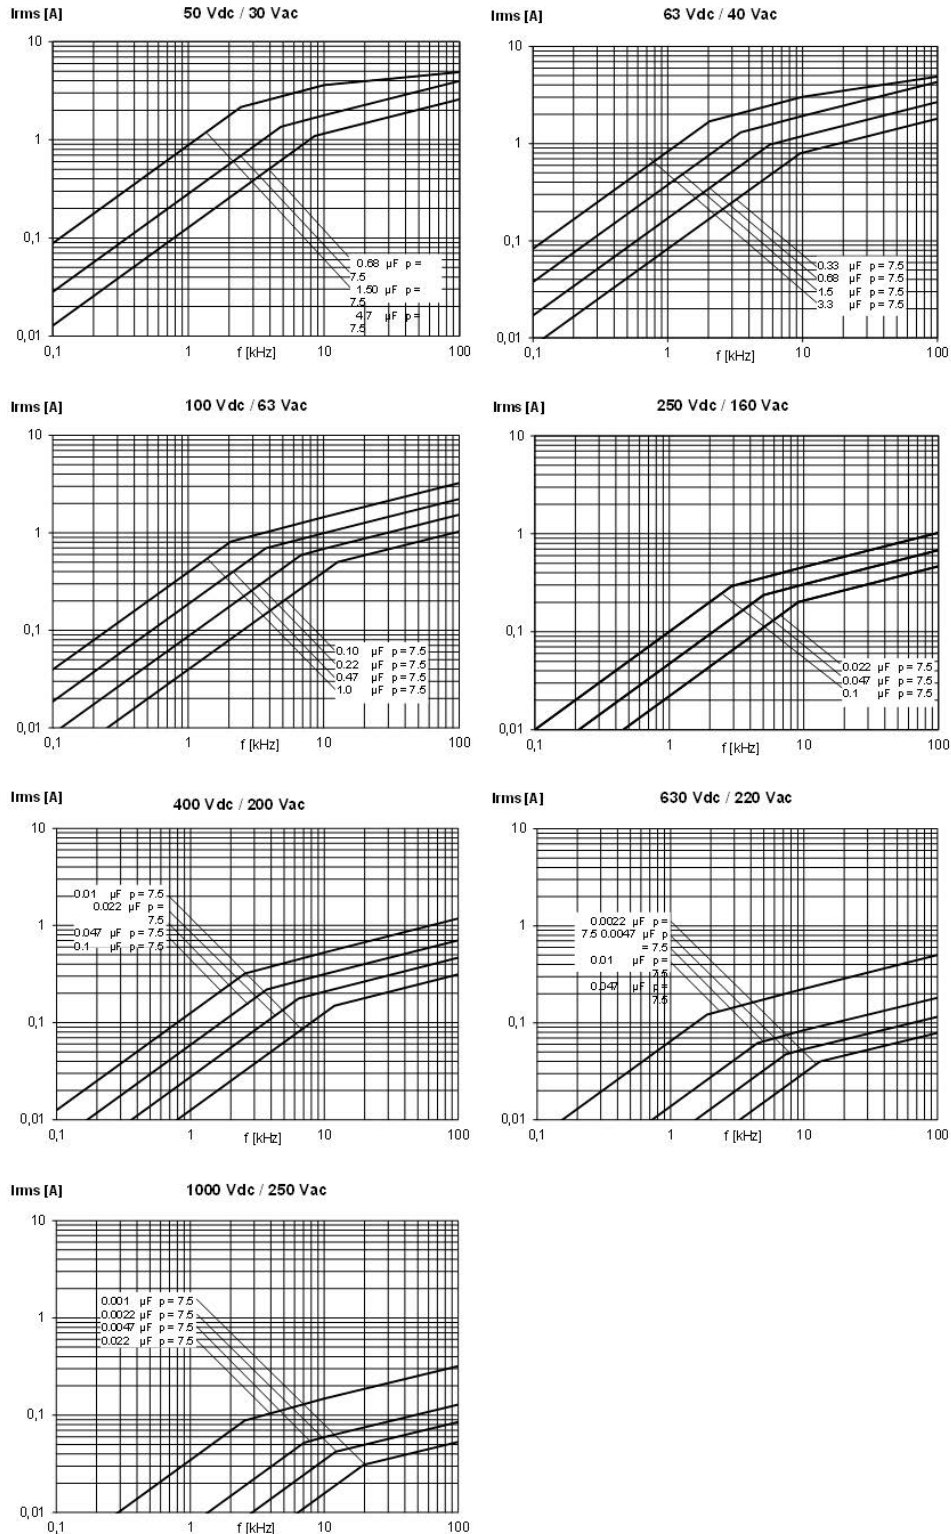 Irms [A]
50 Vdc / 30 Vac
10
1
0,1
0,01
0.68 µF p =
7.5
1.50 µF p =
7.5
4.7 µF p =
7.5
0,1 1 10 100
f [kHz]
Irms [A]
63 Vdc / 40 Vac
10
1
0,1
0,01
0.33 µF p = 7.5
0.68 µF p = 7.5
1.5 µF p = 7.5
3.3 µF p = 7.5
0,1 1 10 100
f [kHz]
Irms [A]
100 Vdc / 63 Vac
10
1
0,1
0,01
0.10 µF p = 7.5
0.22 µF p = 7.5
0.47 µF p = 7.5
1.0 µF p = 7.5
0,1 1 10 100
f [kHz]
Irms [A]
250 Vdc / 160 Vac
10
1
0,1
0,01
0.022 µF p = 7.5
0.047 µF p = 7.5
0.1 µF p = 7.5
0,1 1 10 100
f [kHz]
Irms [A]
400 Vdc / 200 Vac
10
1
0,1
0,01
0.01 µF p = 7.5
0.022 µF p =
7.5
0.047 µF p = 7.5
0.1 µF p = 7.5
0,1 1 10 100
f [kHz]
Irms [A]
630 Vdc / 220 Vac
10
1
0,1
0,01
0.0022 µF p =
7.5 0.0047 µF p
= 7.5
0.01 µF p =
7.5
0.047 µF p =
7.5
0,1 1 10 100
f [kHz]
Irms [A]
1000 Vdc / 250 Vac
10
1
0,1
0,01
0.001 µF p = 7.5
0.0022 µF p = 7.5
0.0047 µF p = 7.5
0.022 µF p = 7.5
0,1 1 10 100
f [kHz]